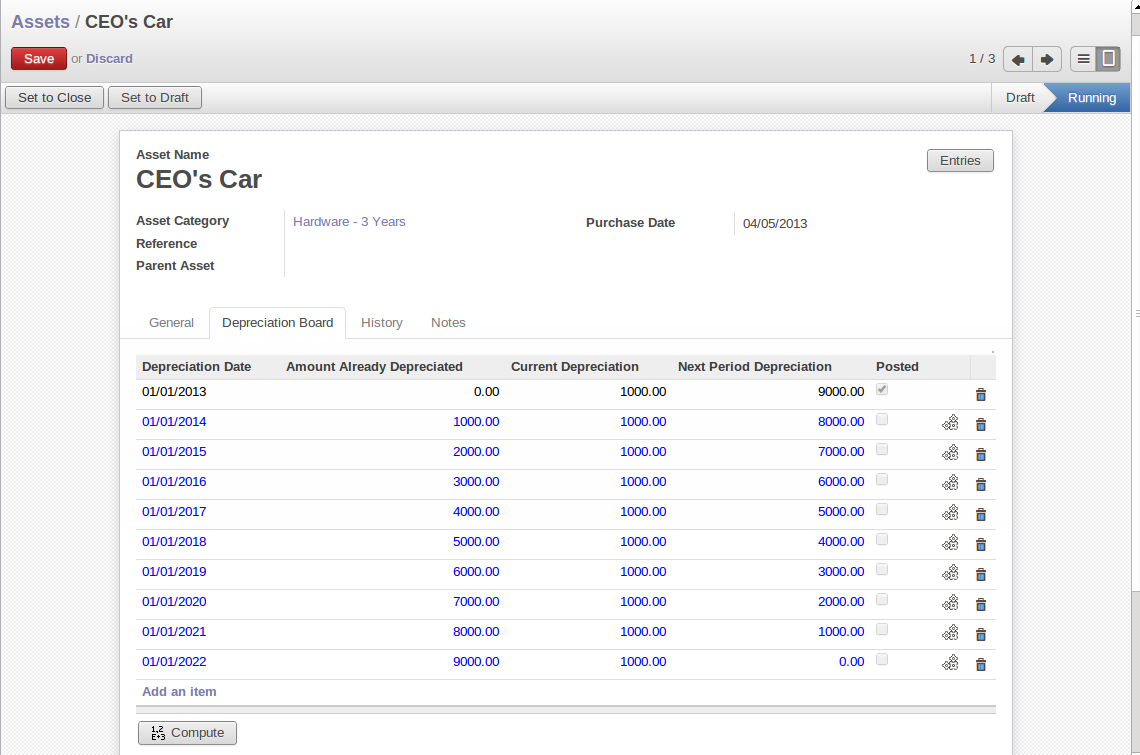 Assets / CEO's Car
Save or Discard 1 / 3
Set to Close Set to Draft Draft Running
Asset Name
CEO's Car Entries
Asset Category Hardware - 3 Years Purchase Date 04/05/2013
Reference
Parent Asset
General Depreciation Board History Notes
Depreciation Date Amount Already Depreciated Current Depreciation Next Period Depreciation Posted
01/01/2013 0.00 1000.00 9000.00
01/01/2014 1000.00 1000.00 8000.00
01/01/2015 2000.00 1000.00 7000.00
01/01/2016 3000.00 1000.00 6000.00
01/01/2017 4000.00 1000.00 5000.00
01/01/2018 5000.00 1000.00 4000.00
01/01/2019 6000.00 1000.00 3000.00
01/01/2020 7000.00 1000.00 2000.00
01/01/2021 8000.00 1000.00 1000.00
01/01/2022 9000.00 1000.00 0.00
Add an item
1.2 E+3 Compute